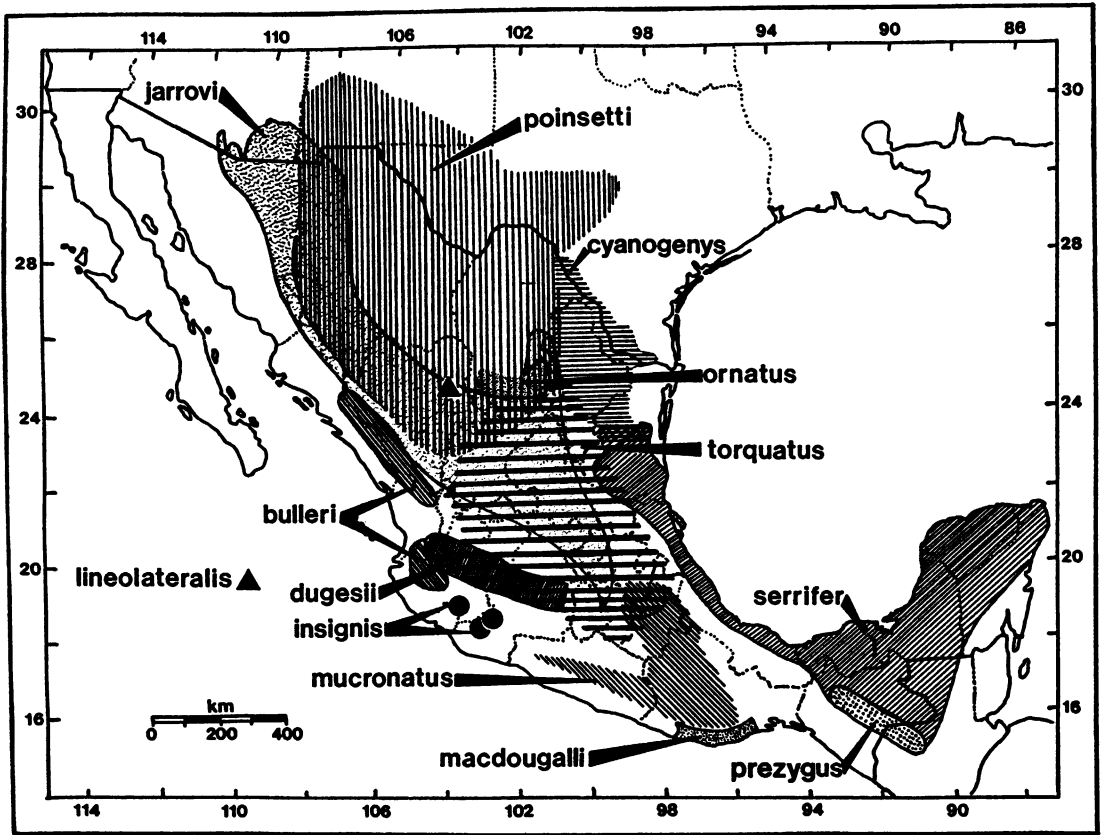 114 110 106 102 98 94 90 86
jarrovi
30 30
poinsetti
cyanogenys
28 28
ornatus
24 24
torquatus
bulleri
20 20
lineolateralis
dugesii
serrifer
insignis
mucronatus
km
16 16
0 200 400
macdougalli
prezygus
114 110 106 102 98 94 90